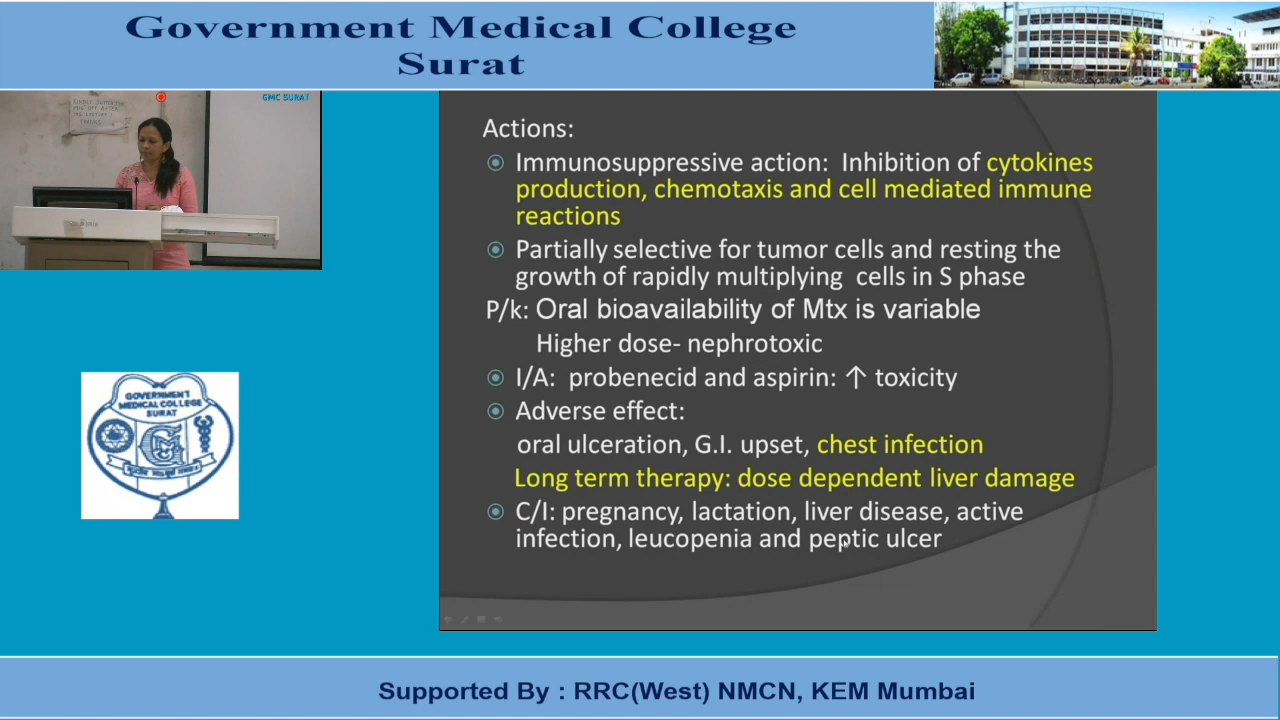 Government Medical College
Surat
GMC SURAT
Actions:
Immunosuppressive action: Inhibition of cytokines
production, chemotaxis and cell mediated immune
reactions
Partially selective for tumor cells and resting the
growth of rapidly multiplying cells in S phase
P/k: Oral bioavailability of Mtx is variable
Higher dose- nephrotoxic
I/A: probenecid and aspirin: ↑ toxicity
Adverse effect:
oral ulceration, G.I. upset, chest infection
Long term therapy: dose dependent liver damage
C/I: pregnancy, lactation, liver disease, active
infection, leucopenia and peptic ulcer
GOVERNMENT
MEDICAL COLLEGE
SURAT
Supported By : RRC(West) NMCN, KEM Mumbai